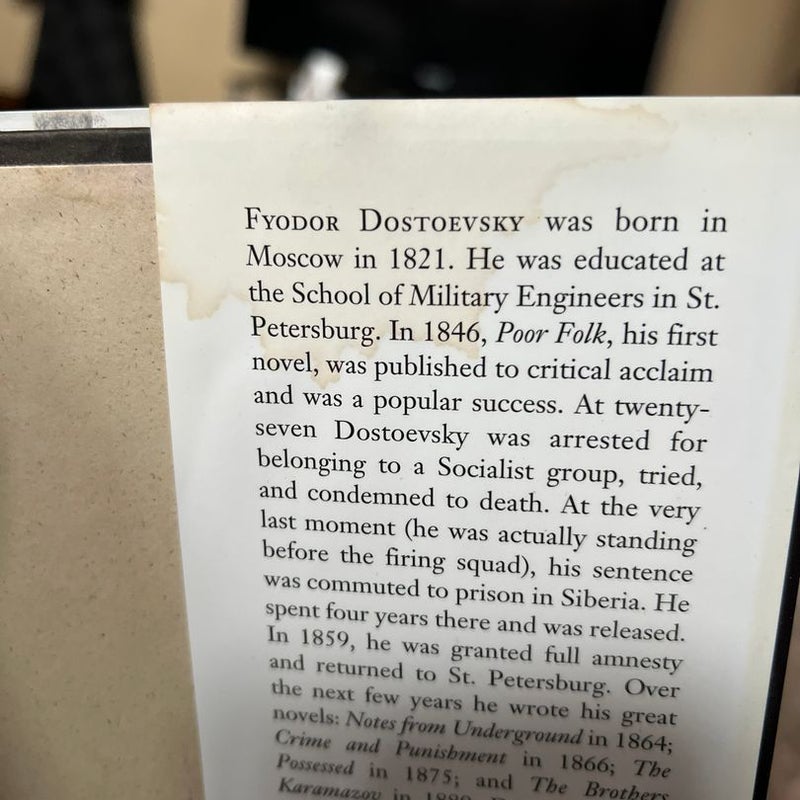 FYODOR DOSTOEVSKY was born in
Moscow in 1821. He was educated at
the School of Military Engineers in St.
Petersburg. In 1846, Poor Folk, his first
novel, was published to critical acclaim
and was a popular success. At twenty-
seven Dostoevsky was arrested for
belonging to a Socialist group, tried,
and condemned to death. At the very
last moment (he was actually standing
before the firing squad), his sentence
was commuted to prison in Siberia. He
spent four years there and was released.
In 1859, he was granted full amnesty
and returned to St. Petersburg. Over
the next few years he wrote his great
novels: Notes from Underground in 1864;
Crime and Punishment in 1866; The
Possessed in 1875; and The Brothers
Karamazov in